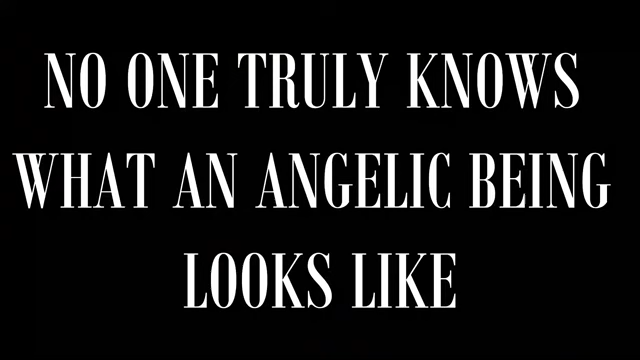 NO ONE TRULY KNOWS
WHAT AN ANGELIC BEING
LOOKS LIKE